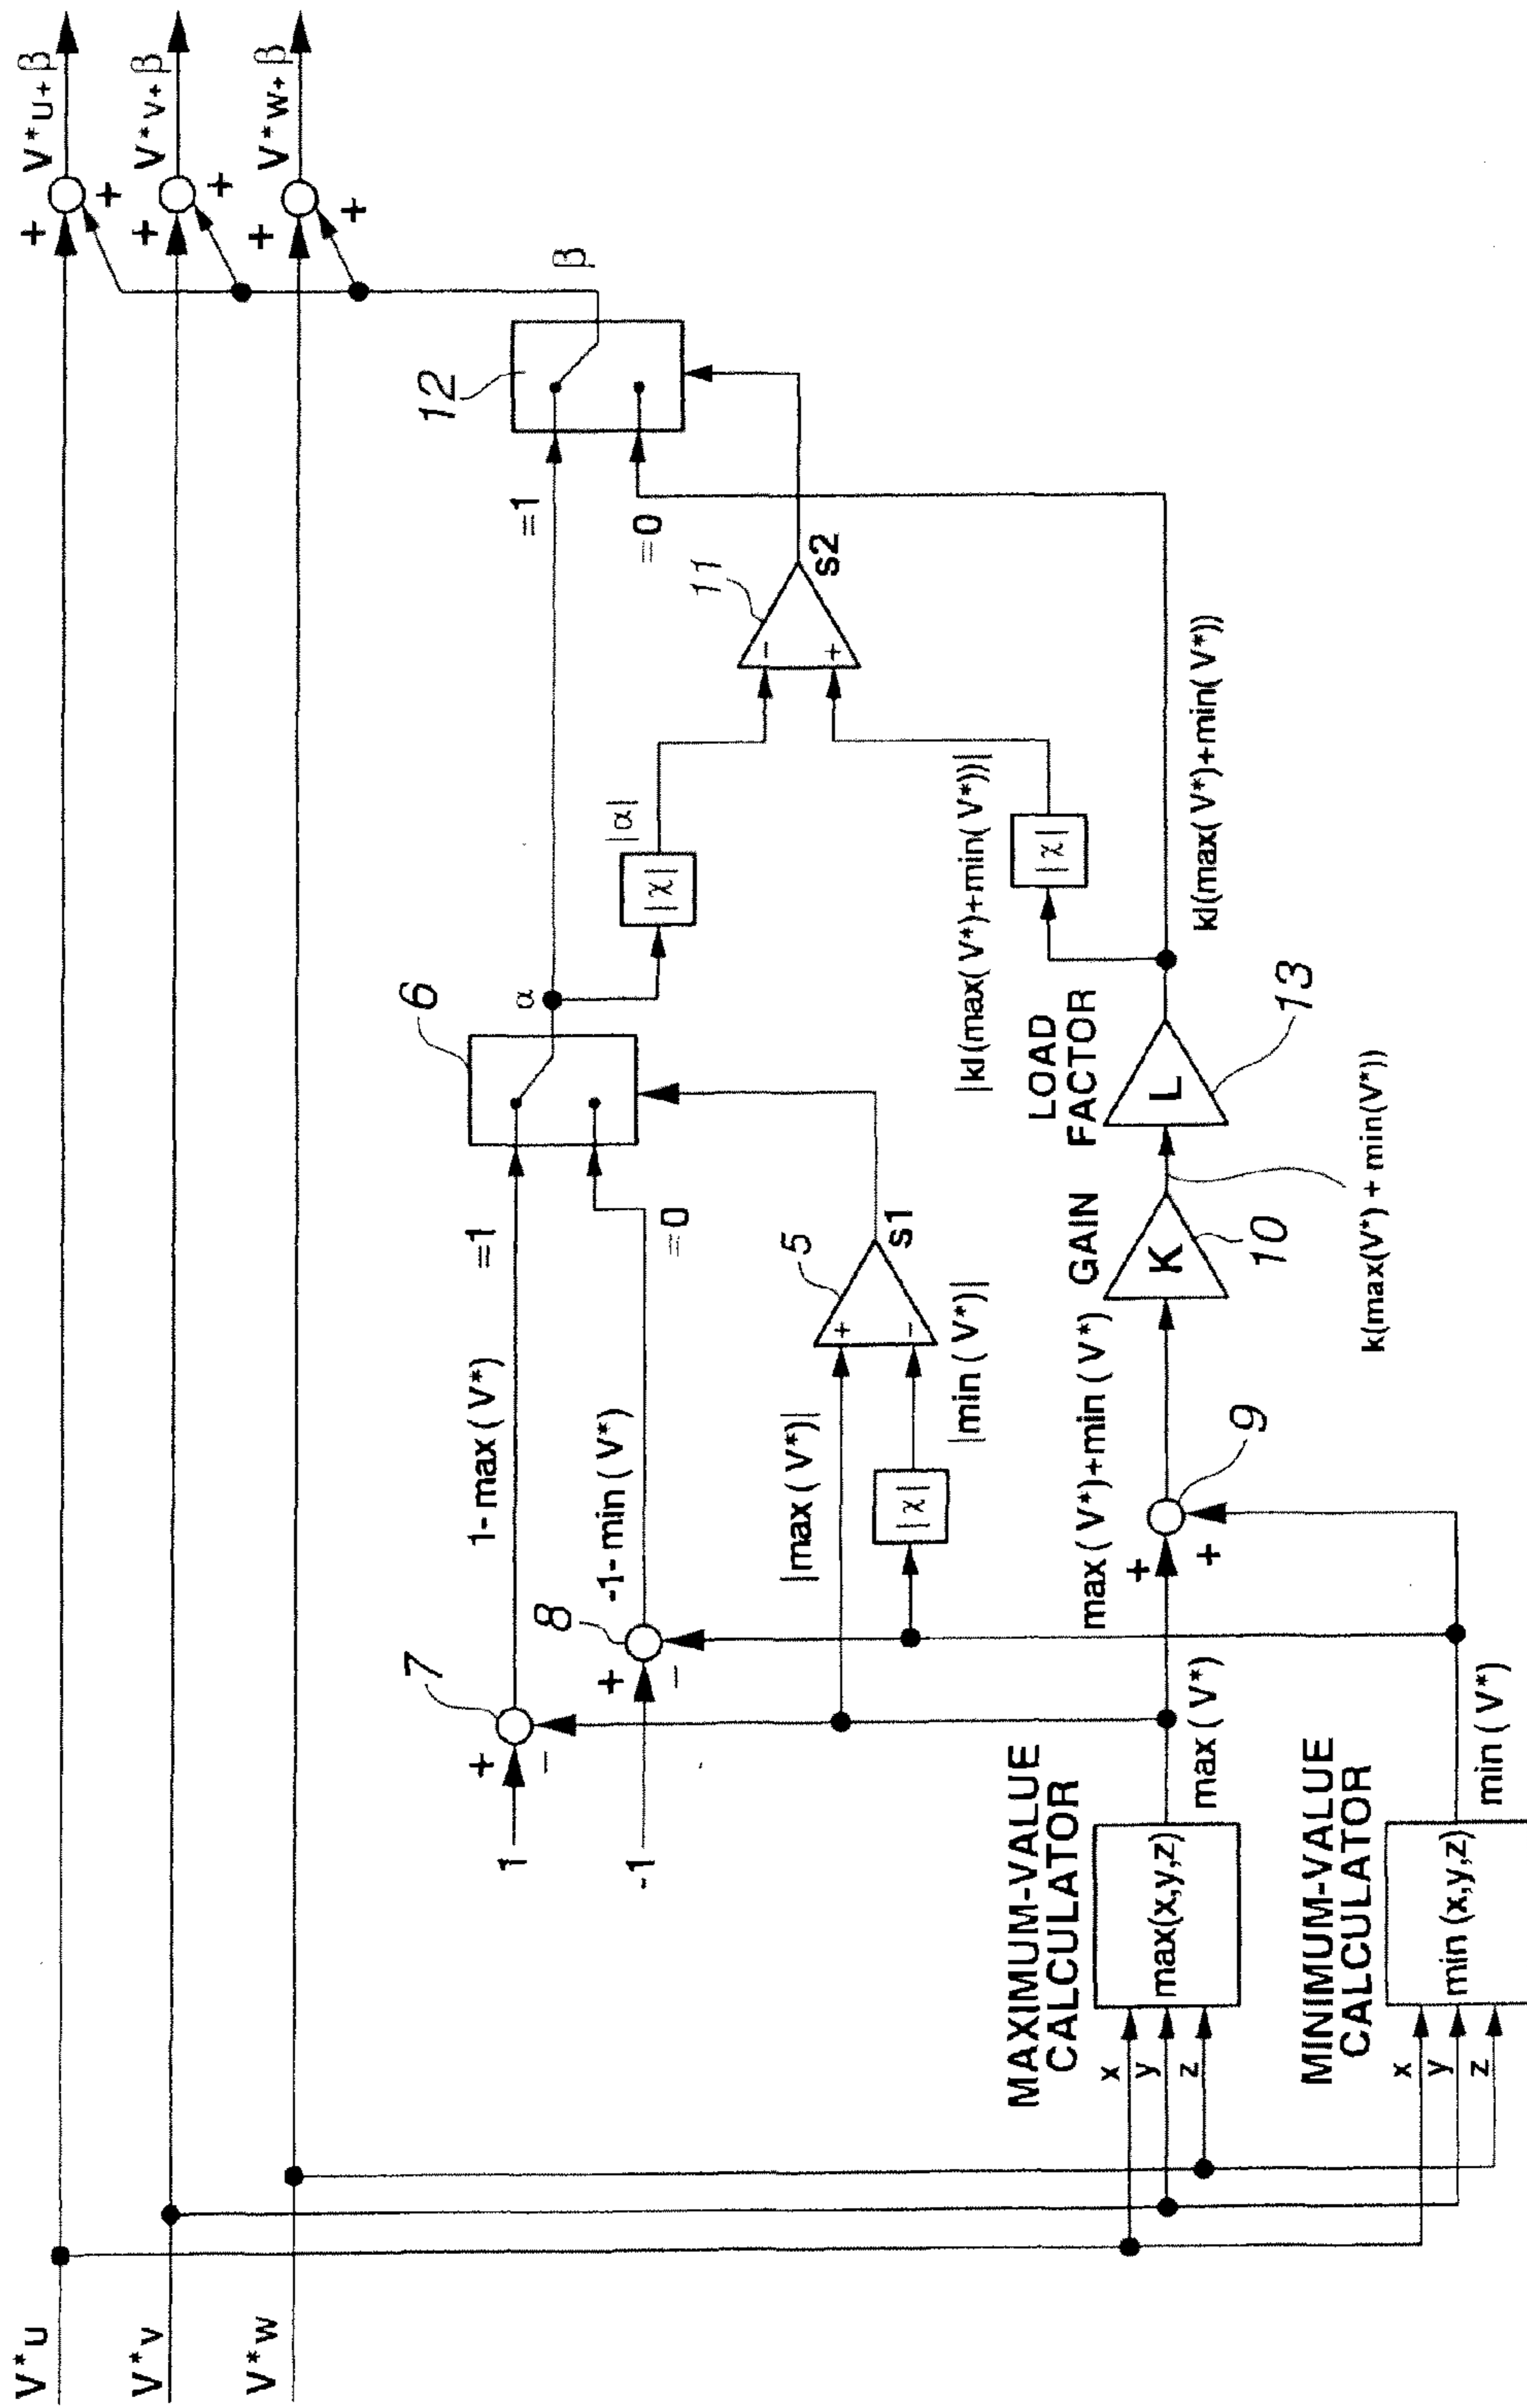 V*u
V*v
V*w
+
+
V*u+β
+
+
V*v+β
+
+
V*w+β
β
1
+
−
7
1-max(V*)
=1
6
α
=1
12
-1
+
−
8
-1-min(V*)
=0
|χ|
|α|
=0
|max(V*)|
|χ|
|min(V*)|
+
−
5
s1
−
+
11
s2
MAXIMUM-VALUE
CALCULATOR
x
y
z
max(x,y,z)
max(V*)
+
+
9
max(V*)+min(V*)
GAIN
K
10
k(max(V*) + min(V*))
LOAD
FACTOR
L
13
|χ|
|kl(max(V*)+min(V*))|
kl(max(V*)+min(V*))
MINIMUM-VALUE
CALCULATOR
x
y
z
min(x,y,z)
min(V*)